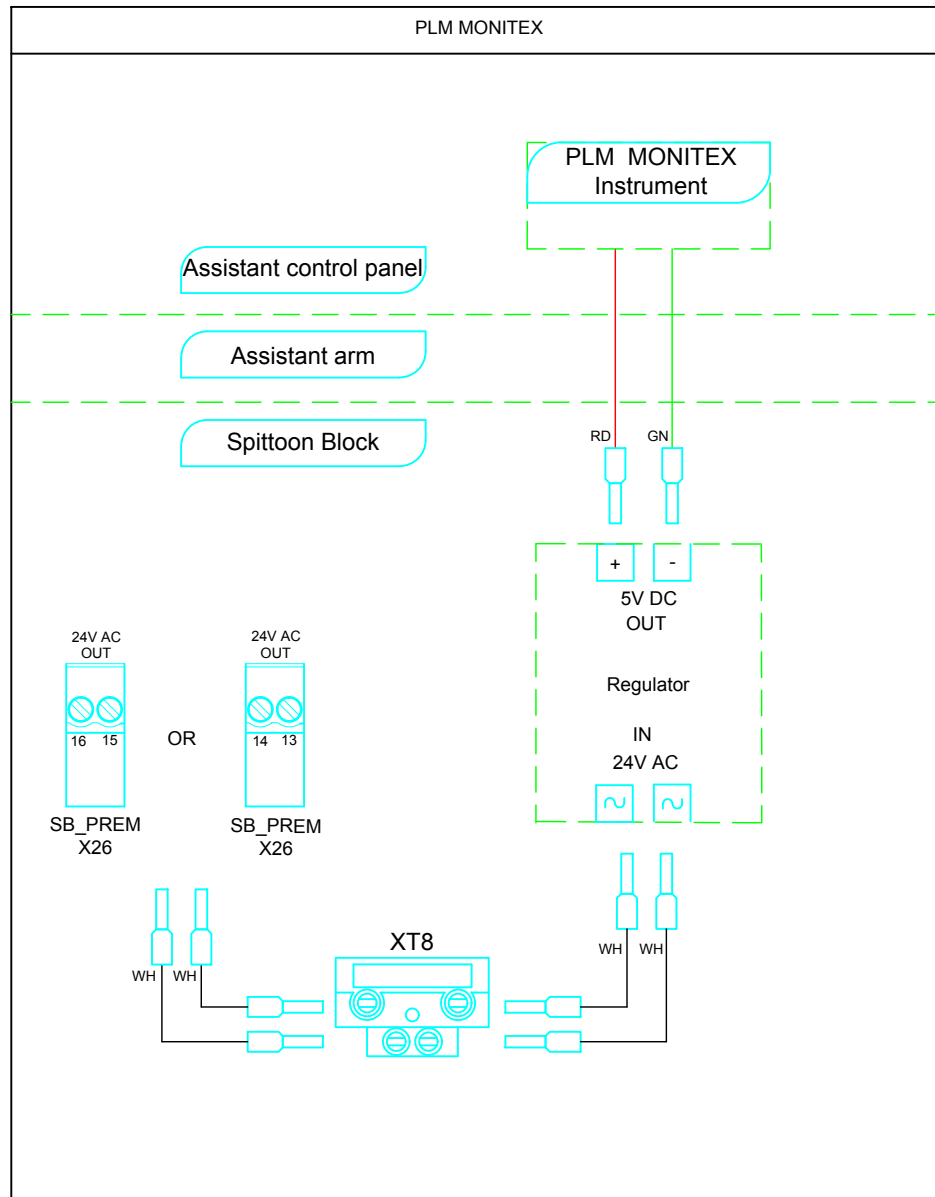 PLM MONITEX
PLM MONITEX
Instrument
Assistant control panel
Assistant arm
Spittoon Block
RD GN
+ -
5V DC
OUT
Regulator
IN
24V AC
24V AC
OUT
16 15
SB_PREM
X26
OR
24V AC
OUT
14 13
SB_PREM
X26
WH WH
XT8
WH WH